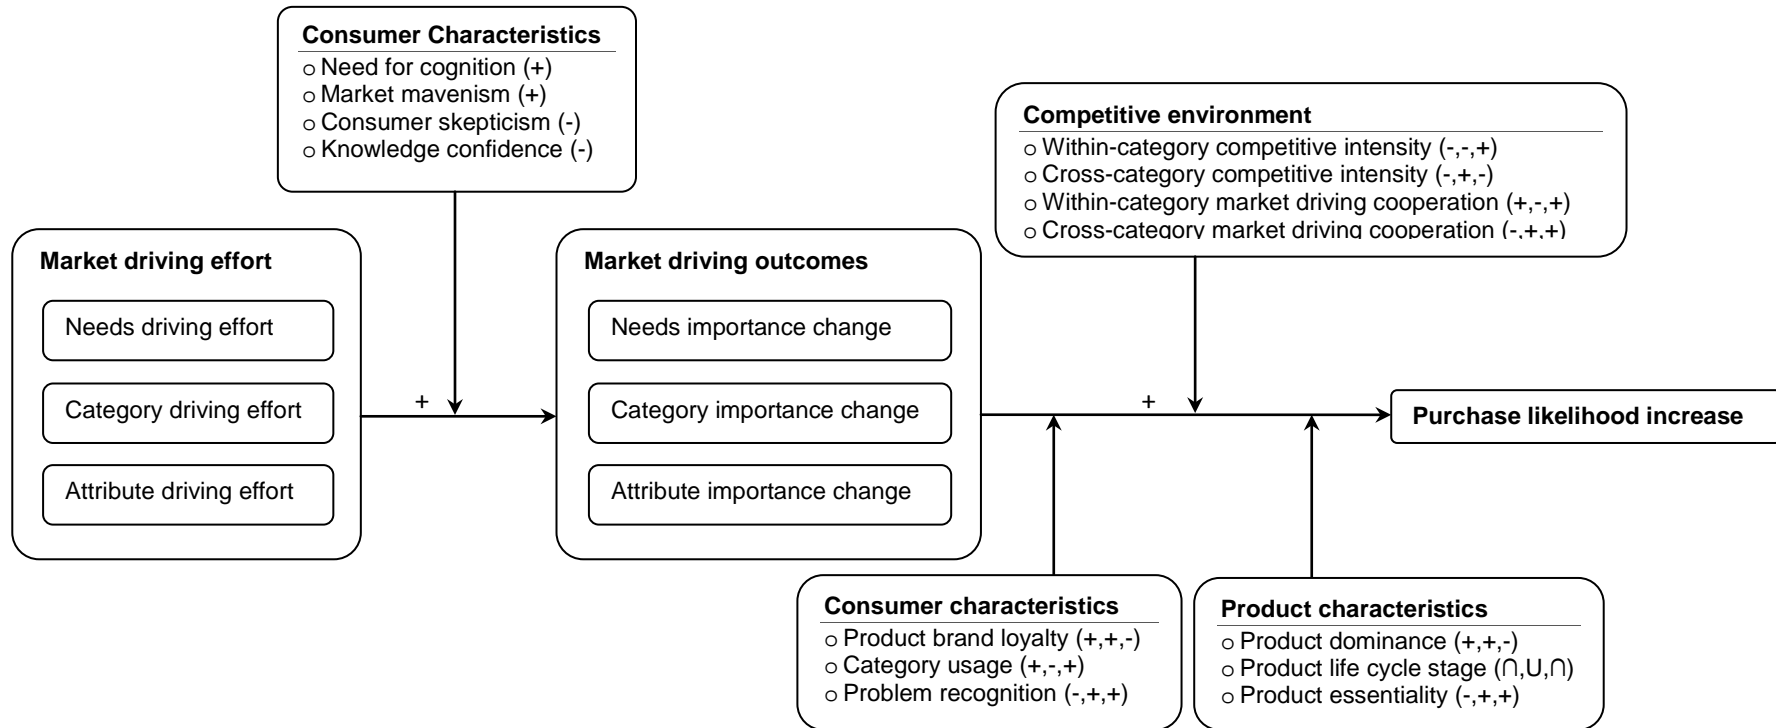 Consumer Characteristics
o Need for cognition (+)
o Market mavenism (+)
o Consumer skepticism (-)
o Knowledge confidence (-)
Competitive environment
o Within-category competitive intensity (-,-,+)
o Cross-category competitive intensity (-,+,-)
o Within-category market driving cooperation (+,-,+)
o Cross-category market driving cooperation (-,+,+)
Market driving effort
Needs driving effort
Category driving effort
Attribute driving effort
+
Market driving outcomes
Needs importance change
Category importance change
Attribute importance change
+
Purchase likelihood increase
Consumer characteristics
o Product brand loyalty (+,+,-)
o Category usage (+,-,+)
o Problem recognition (-,+,+)
Product characteristics
o Product dominance (+,+,-)
o Product life cycle stage (∩,U,∩)
o Product essentiality (-,+,+)